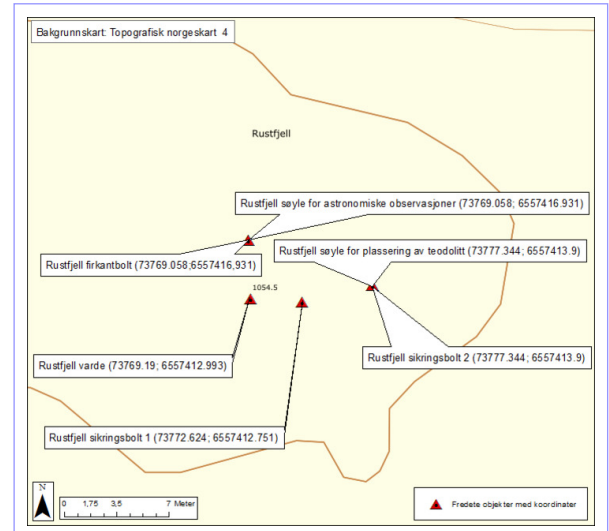 Bakgrunnskart: Topografisk norgeskart 4
Rustfjell
Rustfjell søyle for astronomiske observasjoner (73769.058; 6557416.931)
Rustfjell søyle for plassering av teodolitt (73777.344; 6557413.9)
Rustfjell firkantbolt (73769.058;6557416,931)
1054.5
Rustfjell varde (73769.19; 6557412.993)
Rustfjell sikringsbolt 2 (73777.344; 6557413.9)
Rustfjell sikringsbolt 1 (73772.624; 6557412.751)
N
0 1,75 3,5 7 Meter
Fredete objekter med koordinater